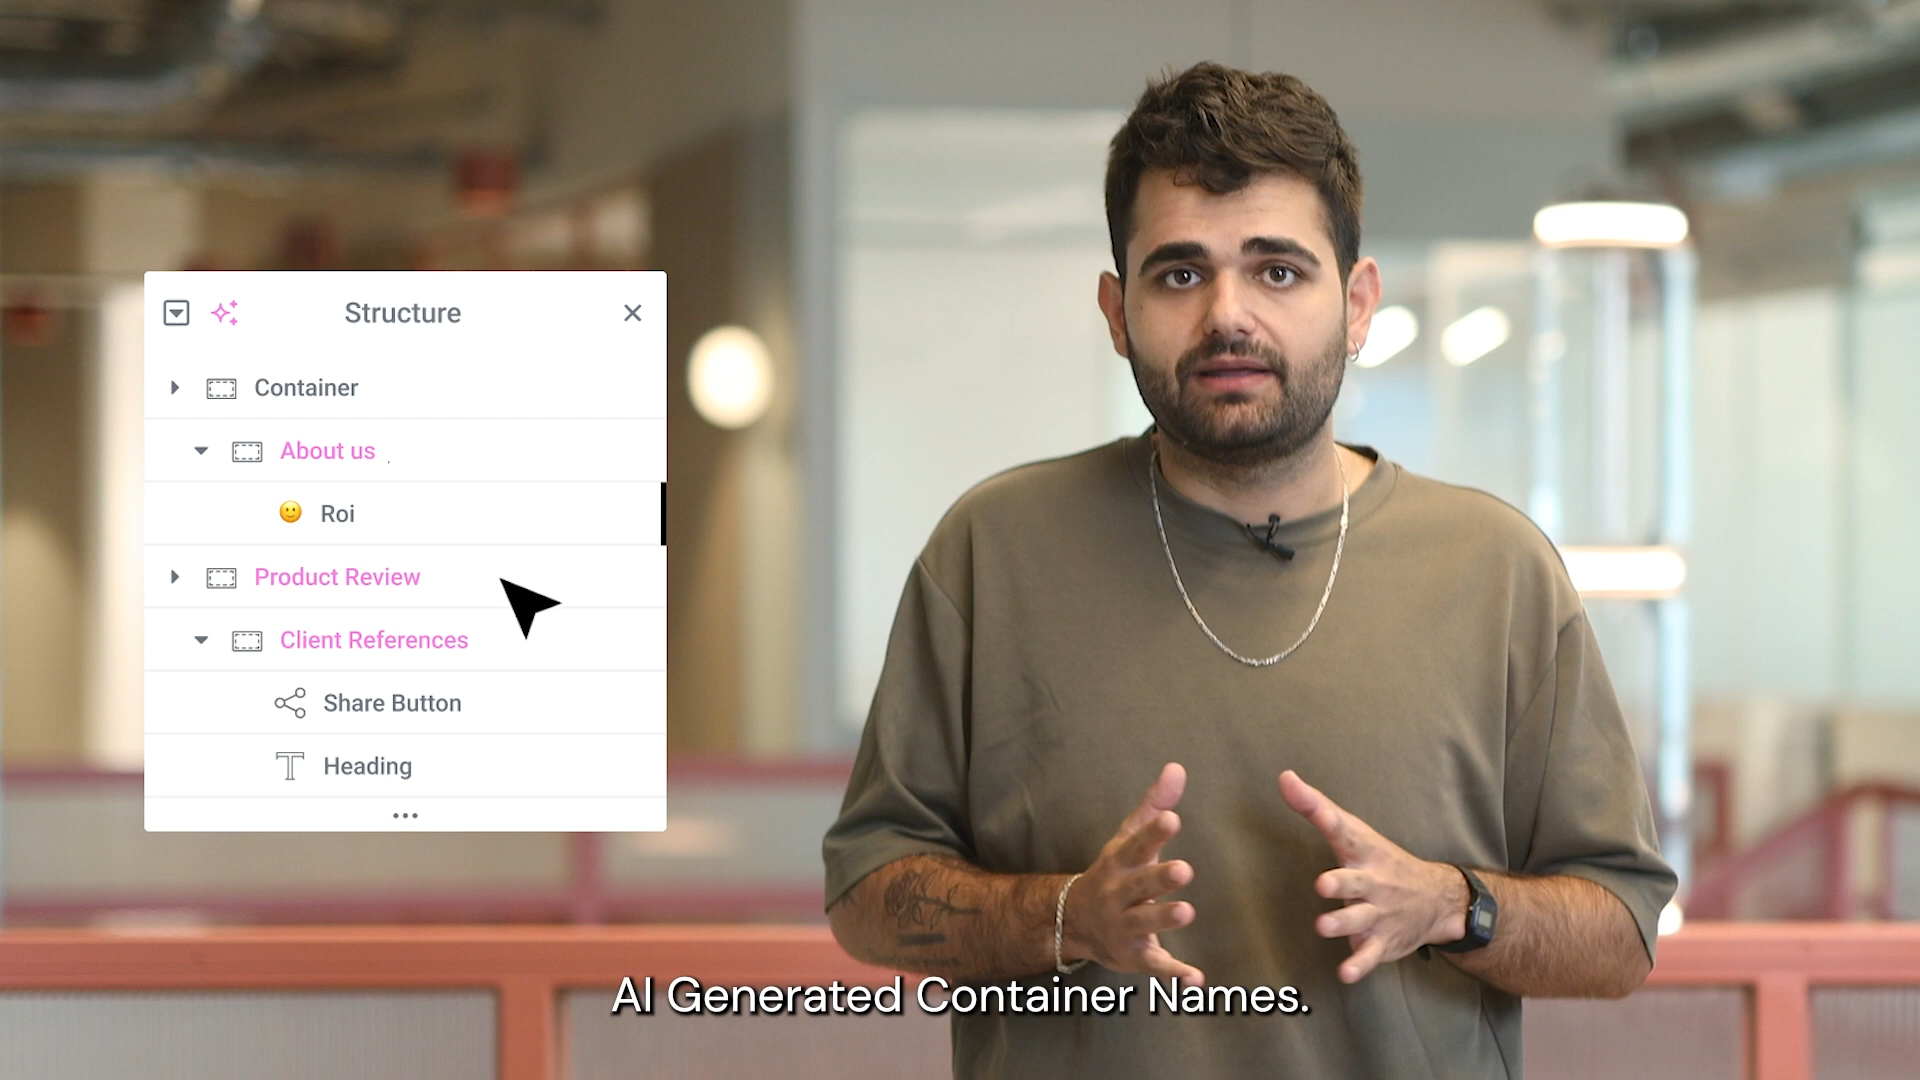 Structure
Container
About us
Roi
Product Review
Client References
Share Button
Heading
AI Generated Container Names.